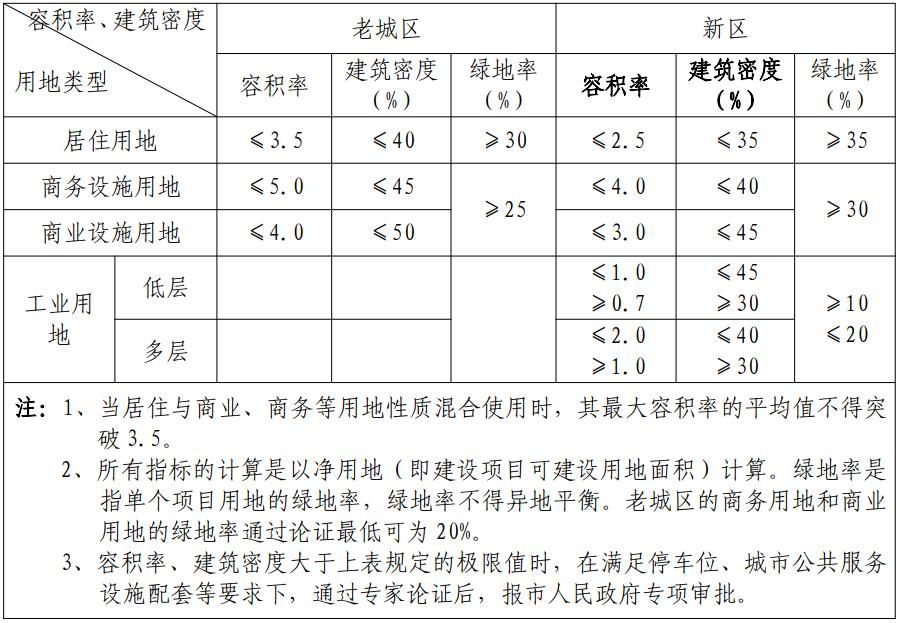 容积率、建筑密度
用地类型
老城区
新区
容积率
建筑密度
(%)
绿地率
(%)
容积率
建筑密度
(%)
绿地率
(%)
居住用地 ≤3.5 ≤40 ≥30 ≤2.5 ≤35 ≥35
商务设施用地 ≤5.0 ≤45 ≥25 ≤4.0 ≤40 ≥30
商业设施用地 ≤4.0 ≤50 ≤3.0 ≤45
工业用
地
低层
≤1.0 ≤45
≥0.7 ≥30
≥10
≤20
多层
≤2.0 ≤40
≥1.0 ≥30
注：1、当居住与商业、商务等用地性质混合使用时，其最大容积率的平均值不得突
破3.5。
2、所有指标的计算是以净用地（即建设项目可建设用地面积）计算。绿地率是
指单个项目用地的绿地率，绿地率不得异地平衡。老城区的商务用地和商业
用地的绿地率通过论证最低可为20%。
3、容积率、建筑密度大于上表规定的极限值时，在满足停车位、城市公共服务
设施配套等要求下，通过专家论证后，报市人民政府专项审批。